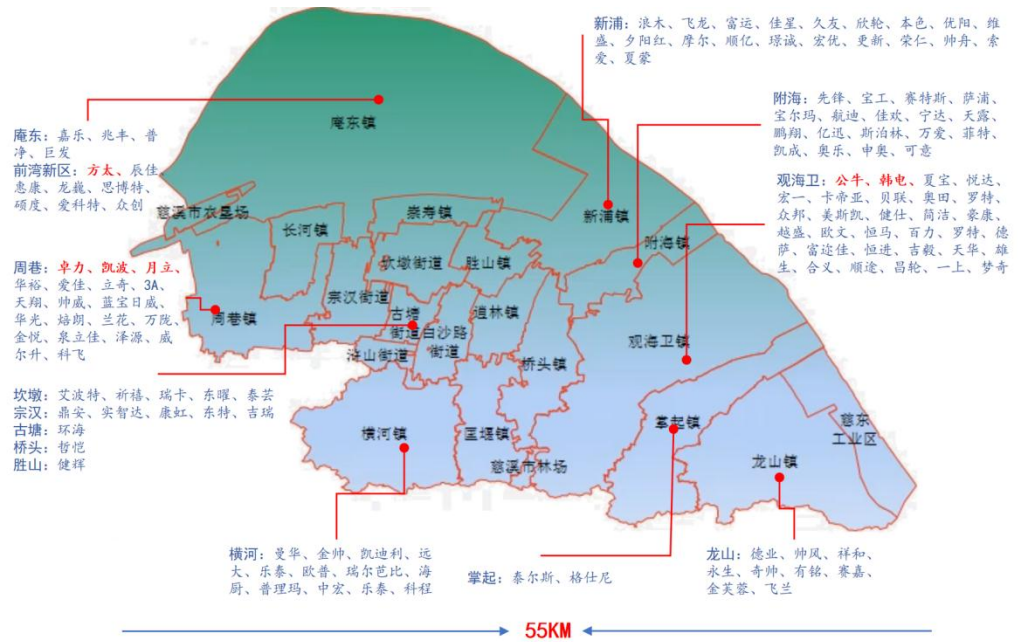 新浦：浪木、飞龙、富运、佳星、久友、欣轮、本色、优阳、维
盛、夕阳红、摩尔、顺亿、璟诚、宏优、更新、荣仁、帅舟、索
爱、夏蒙
附海：先锋、宝工、赛特斯、萨浦、
宝尔玛、航迪、佳欢、宁达、天露、
鹏翔、亿迅、斯泊林、万爱、菲特、
凯成、奥乐、申奥、可意
庵东：嘉乐、兆丰、普
净、巨发
前湾新区：方太、辰佳、
惠康、龙巍、思博特、
硕度、爱科特、众创
观海卫：公牛、韩电、夏宝、悦达、
宏一、卡帝亚、贝联、奥田、罗特、
众邦、美斯凯、健仕、简洁、豪康、
越盛、欧文、恒马、百力、罗特、德
萨、富迩佳、恒进、吉毅、天华、雄
生、合义、顺途、昌轮、一上、梦奇
周巷：卓力、凯波、月立、
华裕、爱佳、立奇、3A、
天翔、帅威、蓝宝日威、
华光、焙朗、兰花、万陇、
金悦、泉立佳、泽源、威
尔升、科飞
坎墩：艾波特、祈禧、瑞卡、东曜、泰芸
宗汉：鼎安、实智达、康虹、东特、吉瑞
古塘：环海
桥头：哲恺
胜山：健辉
庵东镇
慈溪市农垦场
长河镇
崇寿镇
新浦镇
附海镇
坎墩街道
胜山镇
宗汉街道
周巷镇
古塘
街道
白沙路
街道
逍林镇
浒山街道
桥头镇
观海卫镇
横河镇
匡堰镇
慈溪市林场
掌起镇
龙山镇
慈东
工业区
横河：曼华、金帅、凯迪利、远
大、乐泰、欧普、瑞尔芭比、海
厨、普理玛、中宏、乐泰、科程
掌起：泰尔斯、格仕尼
龙山：德业、帅风、祥和、
永生、奇帅、有铭、赛嘉、
金芙蓉、飞兰
55KM